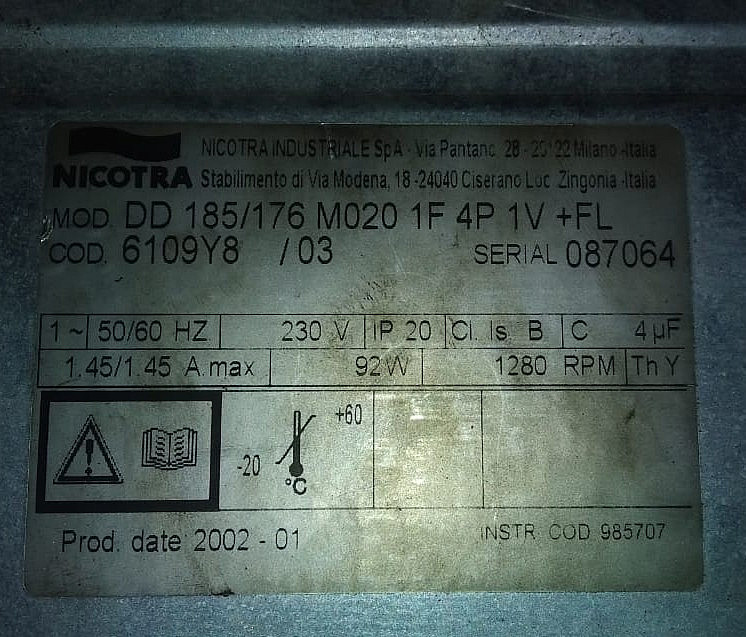 NICOTRA INDUSTRIALE SpA - Via Pantano 28 - 20122 Milano -Italia
NICOTRA Stabilimento di Via Modena, 18 -24040 Ciserano Loc. Zingonia -Italia
MOD. DD 185/176 M020 1F 4P 1V +FL
COD. 6109Y8 /03 SERIAL 087064
1 ~ 50/60 HZ 230 V IP 20 Cl. Is B C 4 µF
1.45/1.45 A.max 92W 1280 RPM Th Y
-20 +60 °C
Prod. date 2002 - 01 INSTR COD 985707